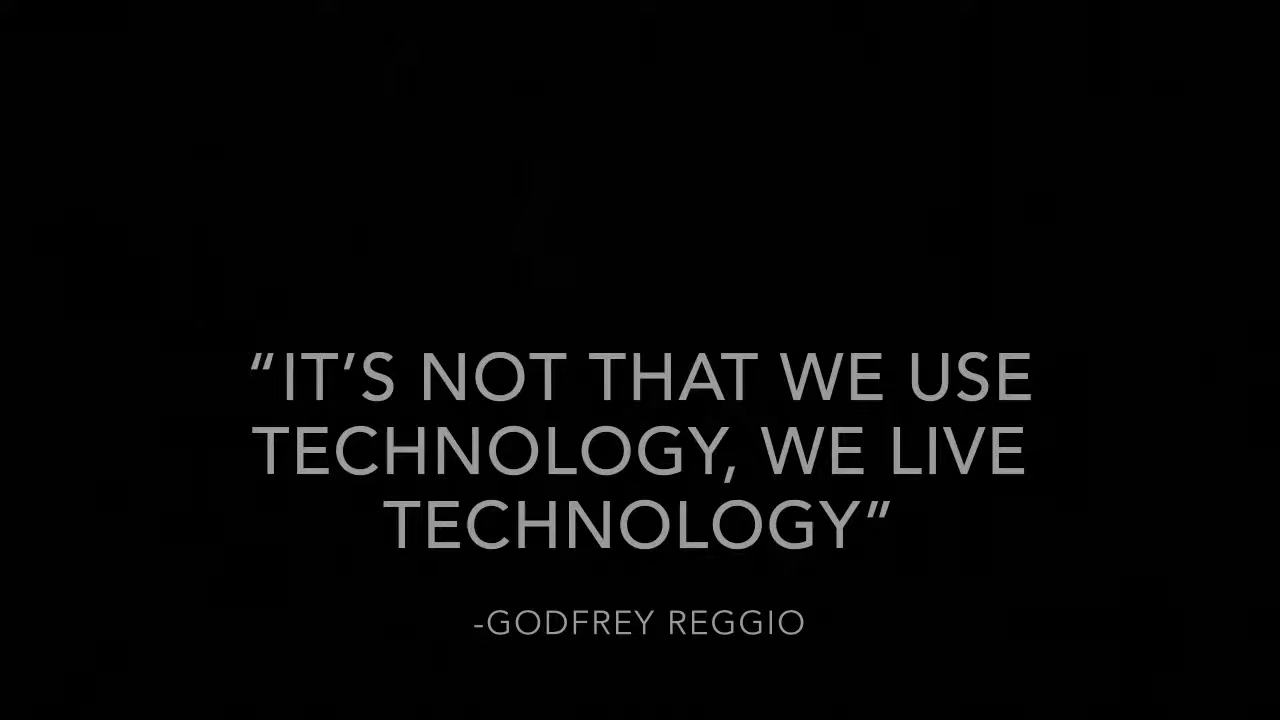 “IT’S NOT THAT WE USE
TECHNOLOGY, WE LIVE
TECHNOLOGY”
-GODFREY REGGIO